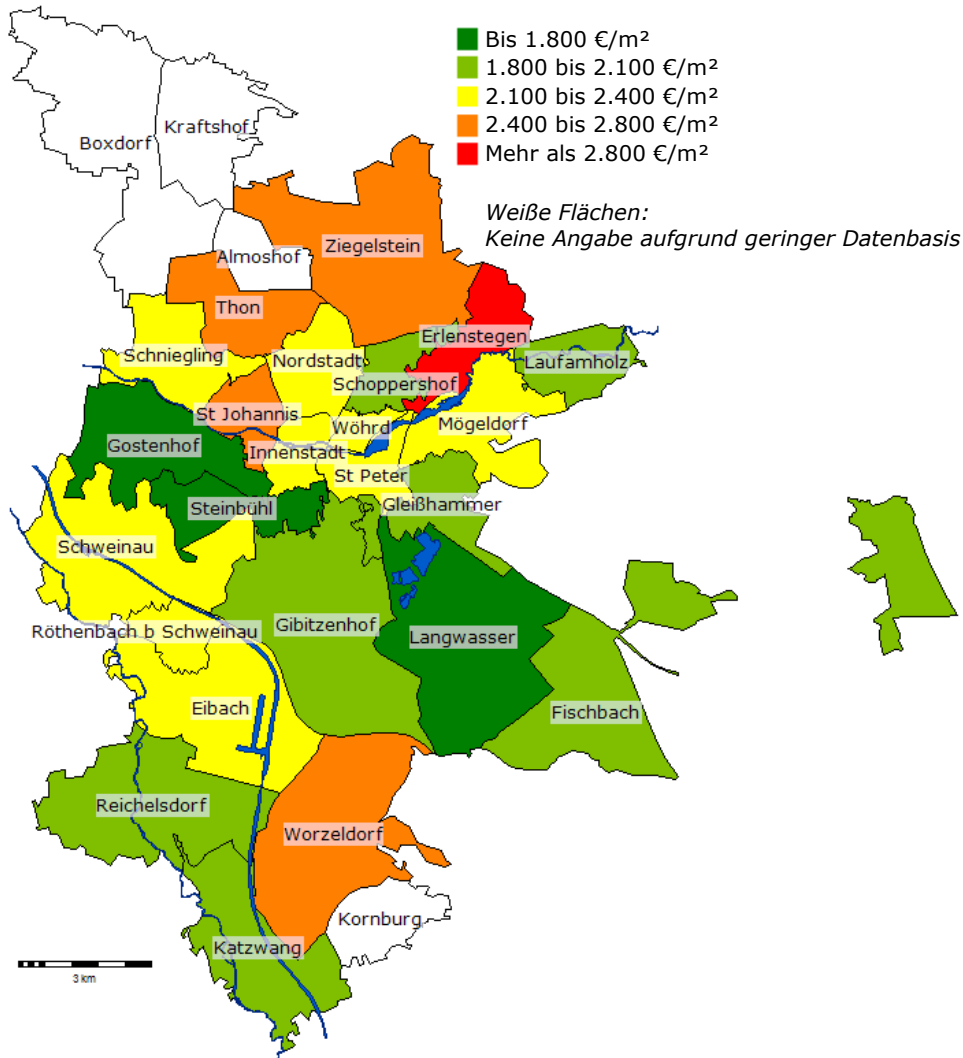 Bis 1.800 €/m²
1.800 bis 2.100 €/m²
2.100 bis 2.400 €/m²
2.400 bis 2.800 €/m²
Mehr als 2.800 €/m²
Weiße Flächen:
Keine Angabe aufgrund geringer Datenbasis
Kraftshof
Boxdorf
Ziegelstein
Almoshof
Thon
Erlenstegen
Schniegling
Nordstadt
Laufamholz
Schoppershof
St Johannis
Wöhrd
Mögeldorf
Gostenhof
Innenstadt
St Peter
Steinbühl
Gleißhammer
Schweinau
Röthenbach b Schweinau
Gibitzenhof
Langwasser
Eibach
Fischbach
Reichelsdorf
Worzeldorf
Kornburg
Katzwang
3 km